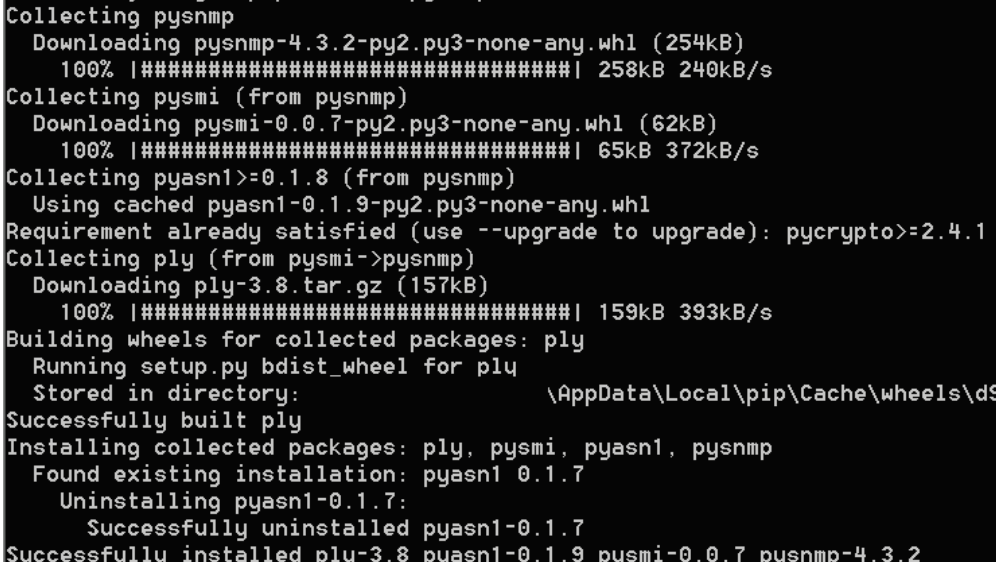 Collecting pysnmp
  Downloading pysnmp-4.3.2-py2.py3-none-any.whl (254kB)
    100% |################################| 258kB 240kB/s
Collecting pysmi (from pysnmp)
  Downloading pysmi-0.0.7-py2.py3-none-any.whl (62kB)
    100% |################################| 65kB 372kB/s
Collecting pyasn1>=0.1.8 (from pysnmp)
  Using cached pyasn1-0.1.9-py2.py3-none-any.whl
Requirement already satisfied (use --upgrade to upgrade): pycrypto>=2.4.1
Collecting ply (from pysmi->pysnmp)
  Downloading ply-3.8.tar.gz (157kB)
    100% |################################| 159kB 393kB/s
Building wheels for collected packages: ply
  Running setup.py bdist_wheel for ply
  Stored in directory: \AppData\Local\pip\Cache\wheels\
Successfully built ply
Installing collected packages: ply, pysmi, pyasn1, pysnmp
  Found existing installation: pyasn1 0.1.7
    Uninstalling pyasn1-0.1.7:
      Successfully uninstalled pyasn1-0.1.7
Successfully installed ply-3.8 pyasn1-0.1.9 pysmi-0.0.7 pysnmp-4.3.2